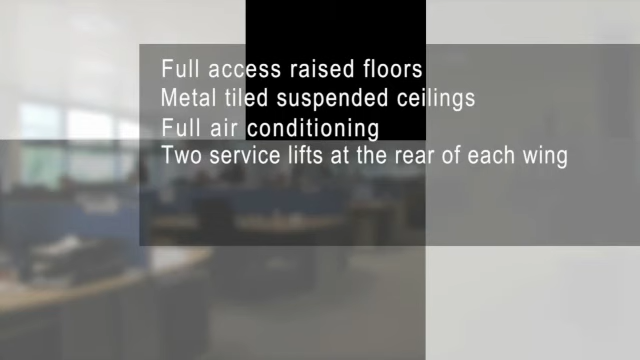 Full access raised floors
Metal tiled suspended ceilings
Full air conditioning
Two service lifts at the rear of each wing